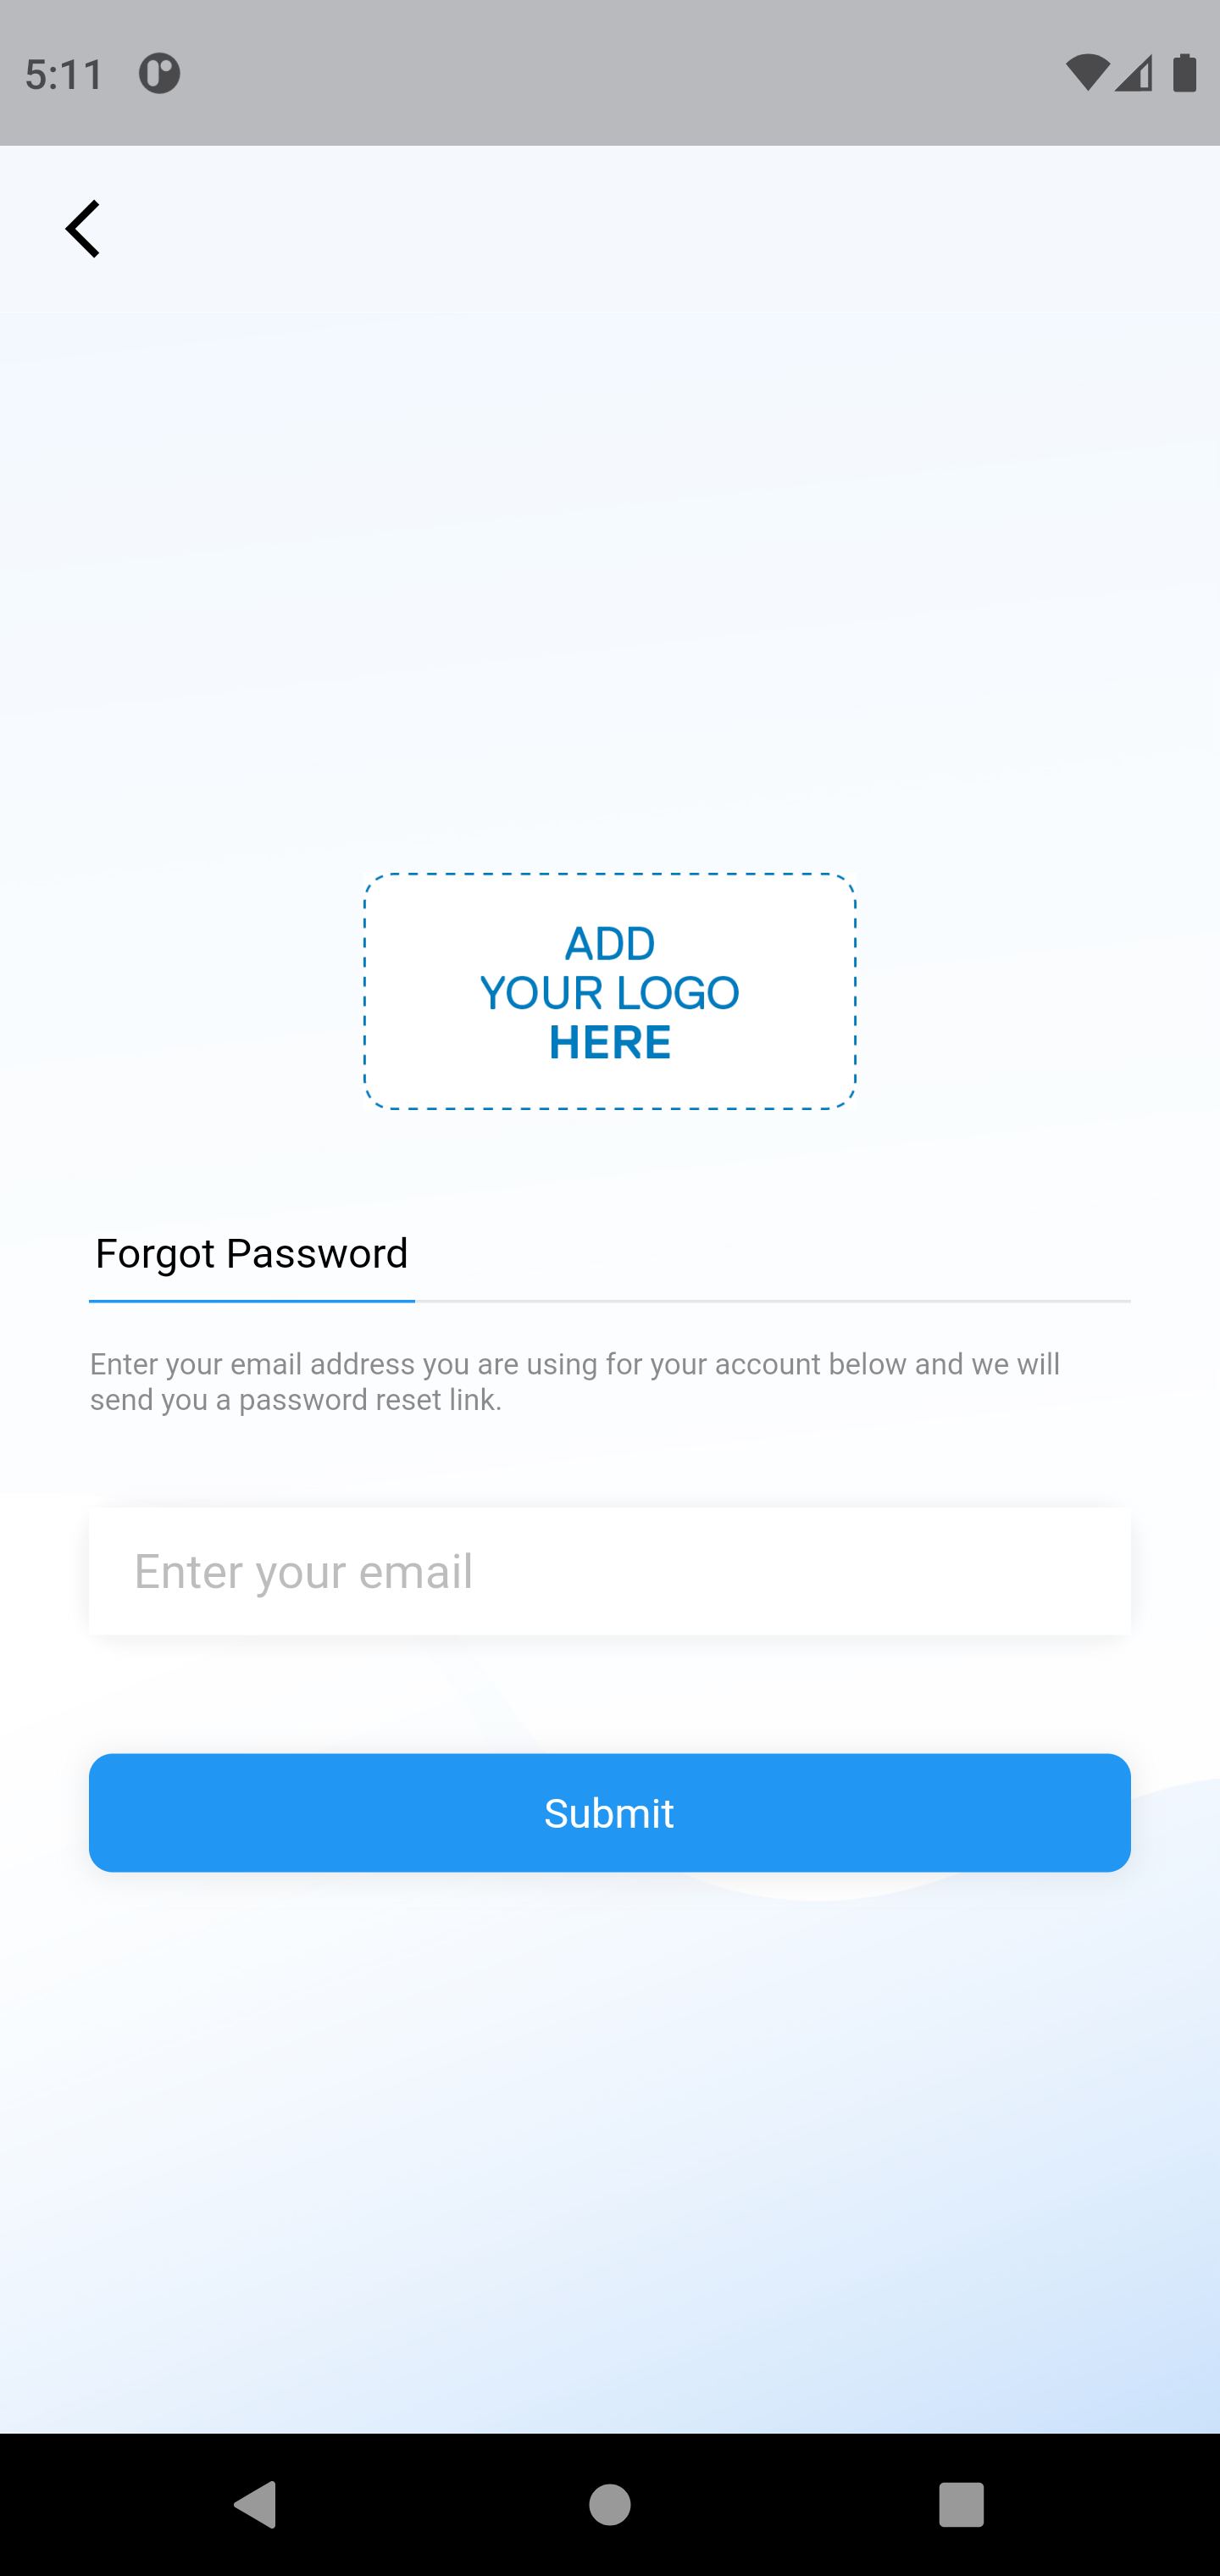 5:11
ADD
YOUR LOGO
HERE
Forgot Password
Enter your email address you are using for your account below and we will
send you a password reset link.
Enter your email
Submit